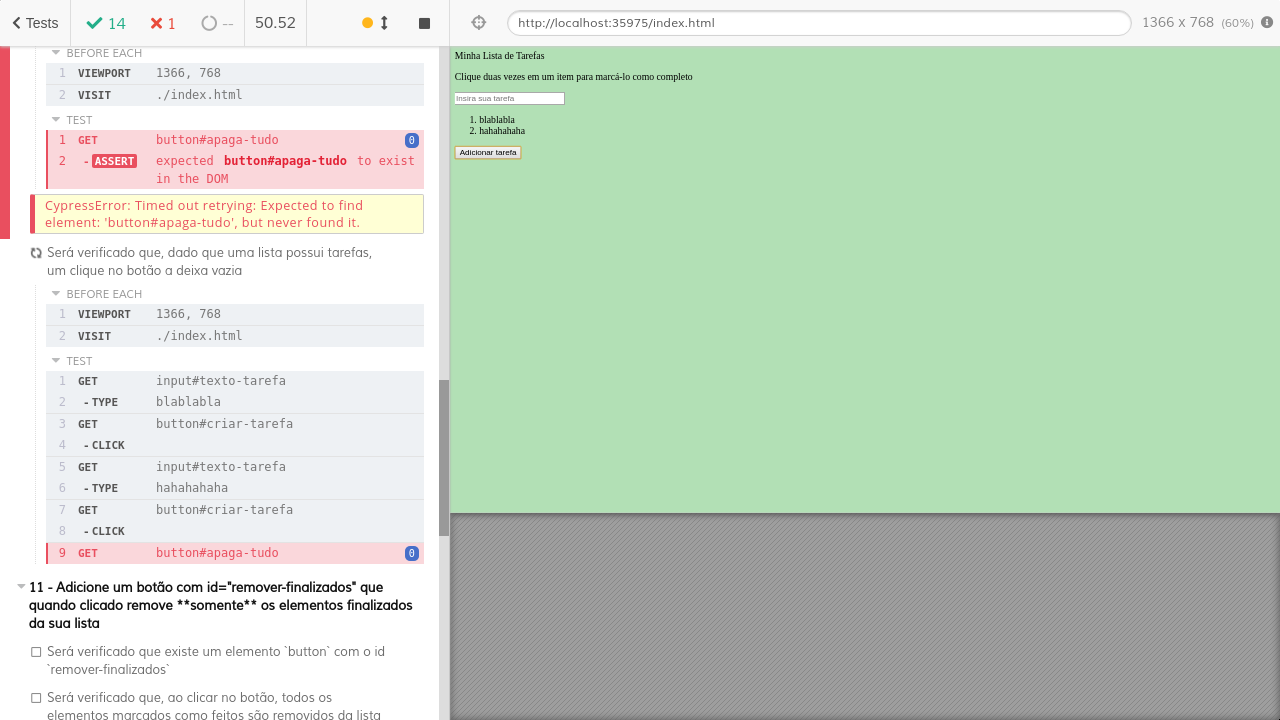 Tests 14 1 -- 50.52
http://localhost:35975/index.html 1366 x 768 (60%)
BEFORE EACH
1 VIEWPORT 1366, 768
2 VISIT ./index.html
TEST
1 GET button#apaga-tudo 0
2 -ASSERT expected button#apaga-tudo to exist
in the DOM
CypressError: Timed out retrying: Expected to find
element: 'button#apaga-tudo', but never found it.
Será verificado que, dado que uma lista possui tarefas,
um clique no botão a deixa vazia
BEFORE EACH
1 VIEWPORT 1366, 768
2 VISIT ./index.html
TEST
1 GET input#texto-tarefa
2 -TYPE blablabla
3 GET button#criar-tarefa
4 -CLICK
5 GET input#texto-tarefa
6 -TYPE hahahahaha
7 GET button#criar-tarefa
8 -CLICK
9 GET button#apaga-tudo 0
11 - Adicione um botão com id="remover-finalizados" que
quando clicado remove **somente** os elementos finalizados
da sua lista
Será verificado que existe um elemento `button` com o id
`remover-finalizados`
Será verificado que, ao clicar no botão, todos os
elementos marcados como feitos são removidos da lista
Minha Lista de Tarefas
Clique duas vezes em um item para marcá-lo como completo
Insira sua tarefa
1. blablabla
2. hahahahaha
Adicionar tarefa